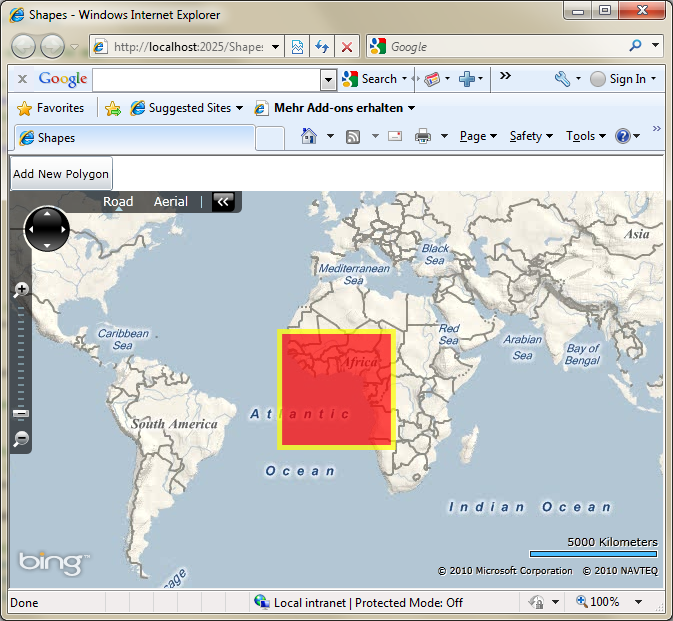 Shapes - Windows Internet Explorer
http://localhost:2025/Shapes
Google
x Google Search » Sign In
Favorites Suggested Sites Mehr Add-ons erhalten
Shapes Page Safety Tools »
Add New Polygon
Road Aerial | «
Asia
Black
Sea
Mediterranean
Sea
Caribbean
Sea
Red
Sea
Arabian
Sea
Bay of
Bengal
Africa
South America
Atlantic
Ocean
Indian Ocean
5000 Kilometers
bing™
© 2010 Microsoft Corporation © 2010 NAVTEQ
Done Local intranet | Protected Mode: Off 100%